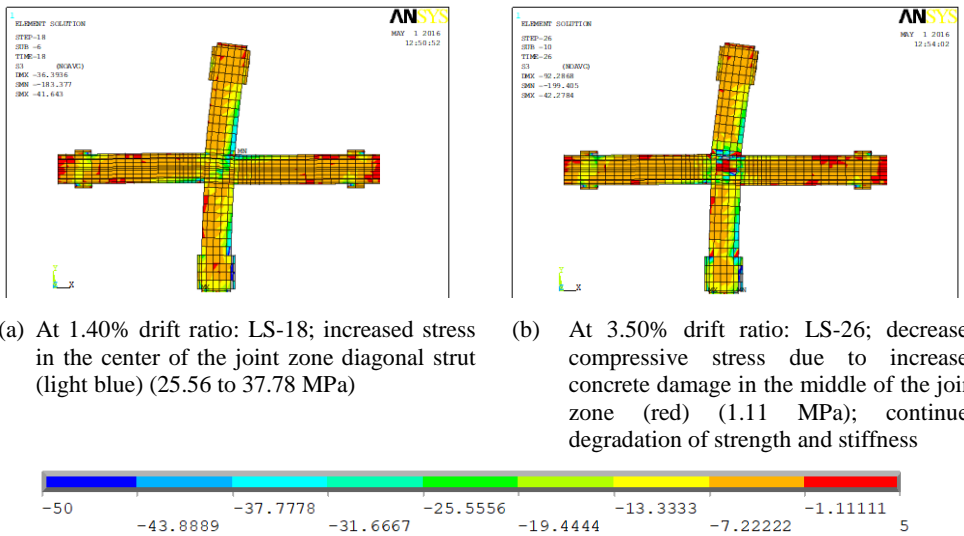 1
ELEMENT SOLUTION
STEP=18
SUB =6
TIME=18
S3 (NOAVG)
DMX =36.3936
SMN =-183.377
SMX =41.643
ANSYS
MAY 1 2016
12:50:52
MN
MX
Z
X
1
ELEMENT SOLUTION
STEP=26
SUB =10
TIME=26
S3 (NOAVG)
DMX =92.2868
SMN =-199.405
SMX =42.2784
ANSYS
MAY 1 2016
12:54:02
Z
X
(a) At 1.40% drift ratio: LS-18; increased stress
in the center of the joint zone diagonal strut
(light blue) (25.56 to 37.78 MPa)
(b) At 3.50% drift ratio: LS-26; decrease
compressive stress due to increase
concrete damage in the middle of the join
zone (red) (1.11 MPa); continue
degradation of strength and stiffness
-50 -37.7778 -25.5556 -13.3333 -1.11111
-43.8889 -31.6667 -19.4444 -7.22222 5